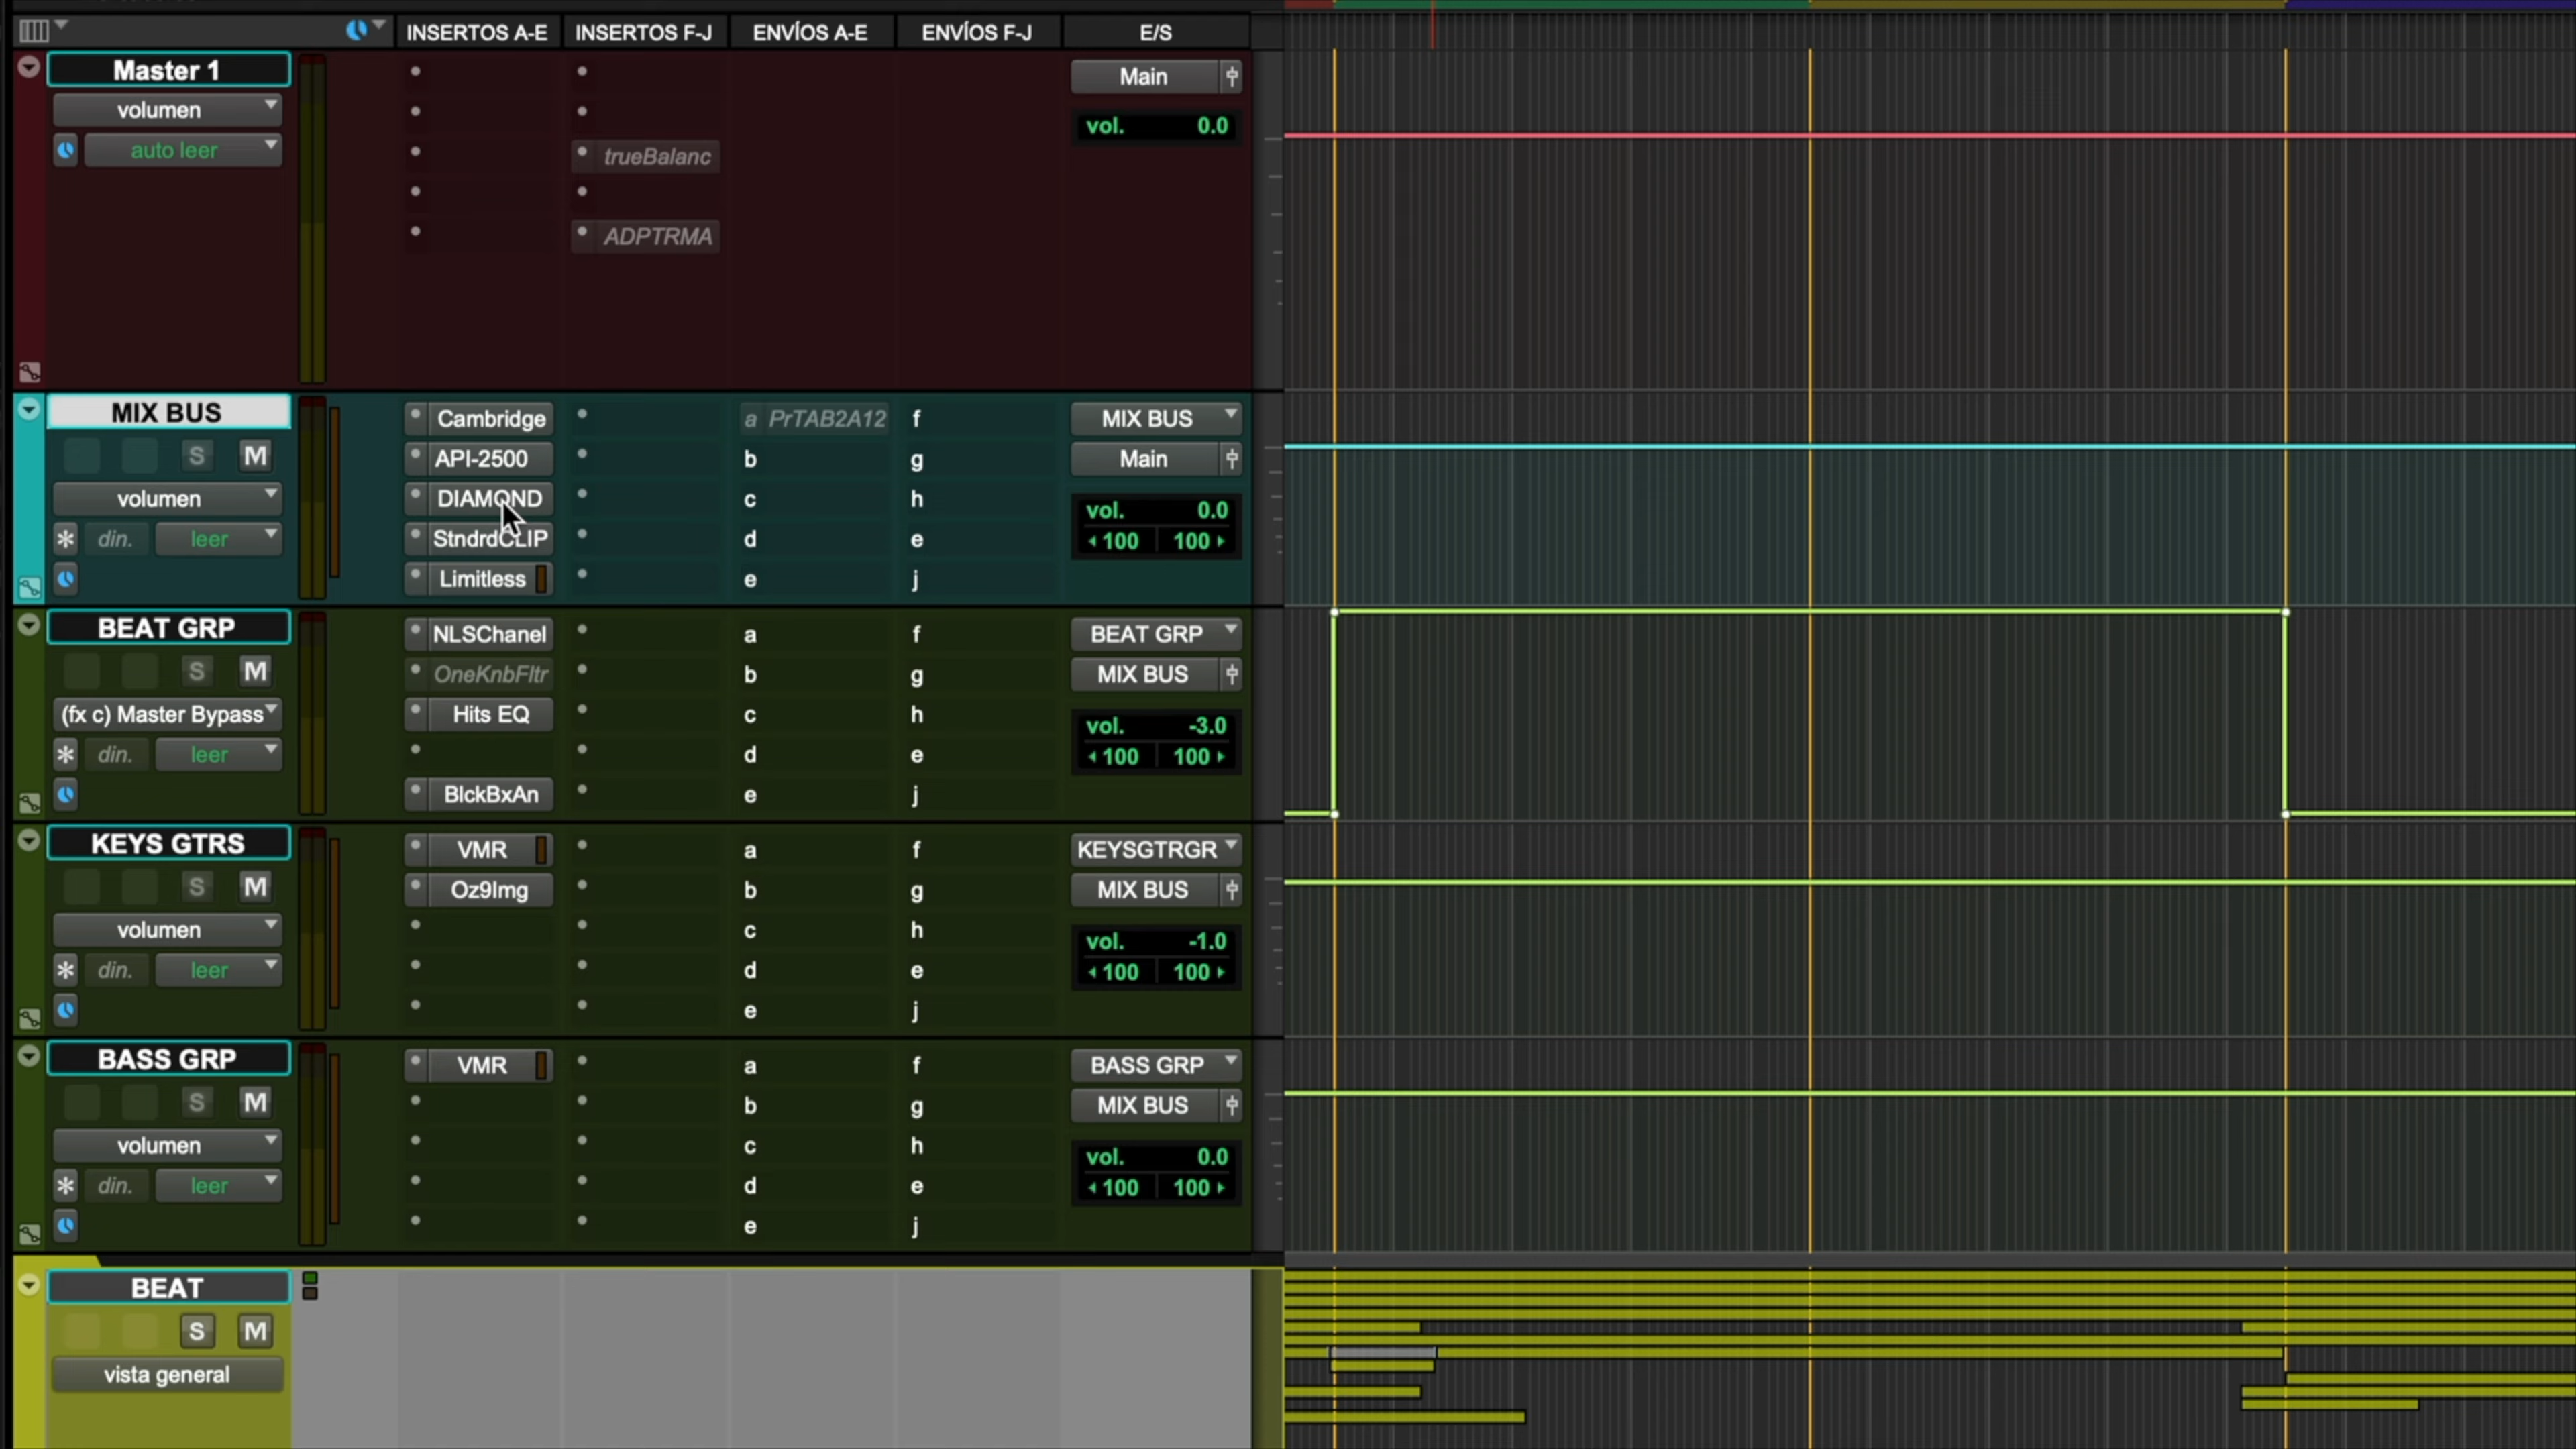 INSERTOS A-E INSERTOS F-J ENVÍOS A-E ENVÍOS F-J E/S
Master 1 Main
volumen vol. 0.0
auto leer trueBalanc
ADPTRMA
MIX BUS Cambridge a PrTAB2A12 f MIX BUS
S M API-2500 b g Main
volumen DIAMOND c h vol. 0.0
* din. leer StndrdCLIP d e 100 100
Limitless e j
BEAT GRP NLSChanel a f BEAT GRP
S M OneKnbFltr b g MIX BUS
(fx c) Master Bypass Hits EQ c h vol. -3.0
* din. leer d e 100 100
BlckBxAn e j
KEYS GTRS VMR a f KEYSGTRGR
S M Oz9Img b g MIX BUS
volumen c h vol. -1.0
* din. leer d e 100 100
e j
BASS GRP VMR a f BASS GRP
S M b g MIX BUS
volumen c h vol. 0.0
* din. leer d e 100 100
e j
BEAT
S M
vista general